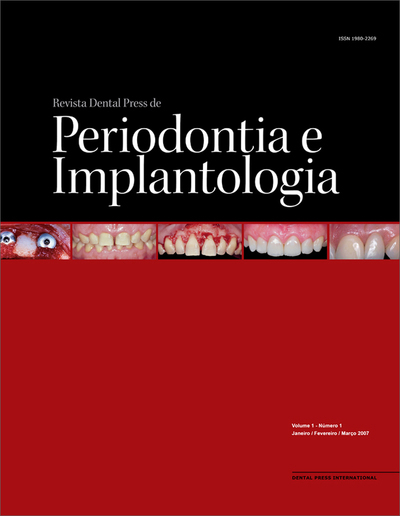 ISSN 1980-2269
Revista Dental Press de
Periodontia e
Implantologia
Volume 1 - Número 1
Janeiro / Fevereiro / Março 2007
DENTAL PRESS INTERNATIONAL